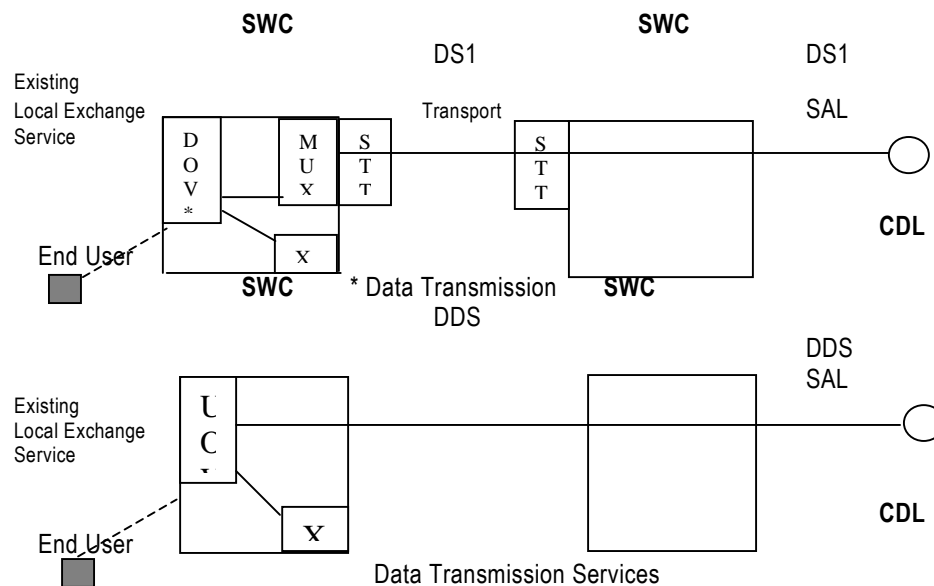 SWC SWC
DS1 DS1
Existing
Local Exchange Transport SAL
Service
D
O
V
*
M
U
X
S
T
T
S
T
T
CDL
End User
X
SWC * Data Transmission SWC
DDS
DDS
SAL
Existing
Local Exchange
Service
U
X
CDL
End User
Data Transmission Services